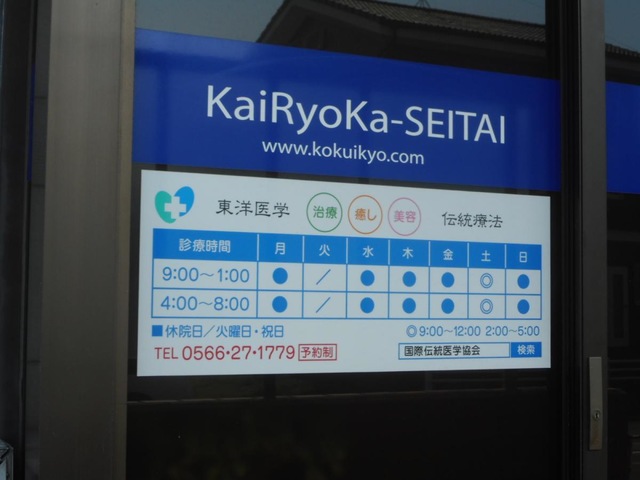 KaiRyoKa-SEITAI
www.kokuikyo.com
東洋医学 治療 癒し 美容 伝統療法
診療時間 月 火 水 木 金 土 日
9:00～1:00 ● ／ ● ● ● ◎ ●
4:00～8:00 ● ／ ● ● ● ◎ ●
■休院日／火曜日・祝日 ◎9:00～12:00 2:00～5:00
TEL 0566・27・1779 予約制 国際伝統医学協会 検索